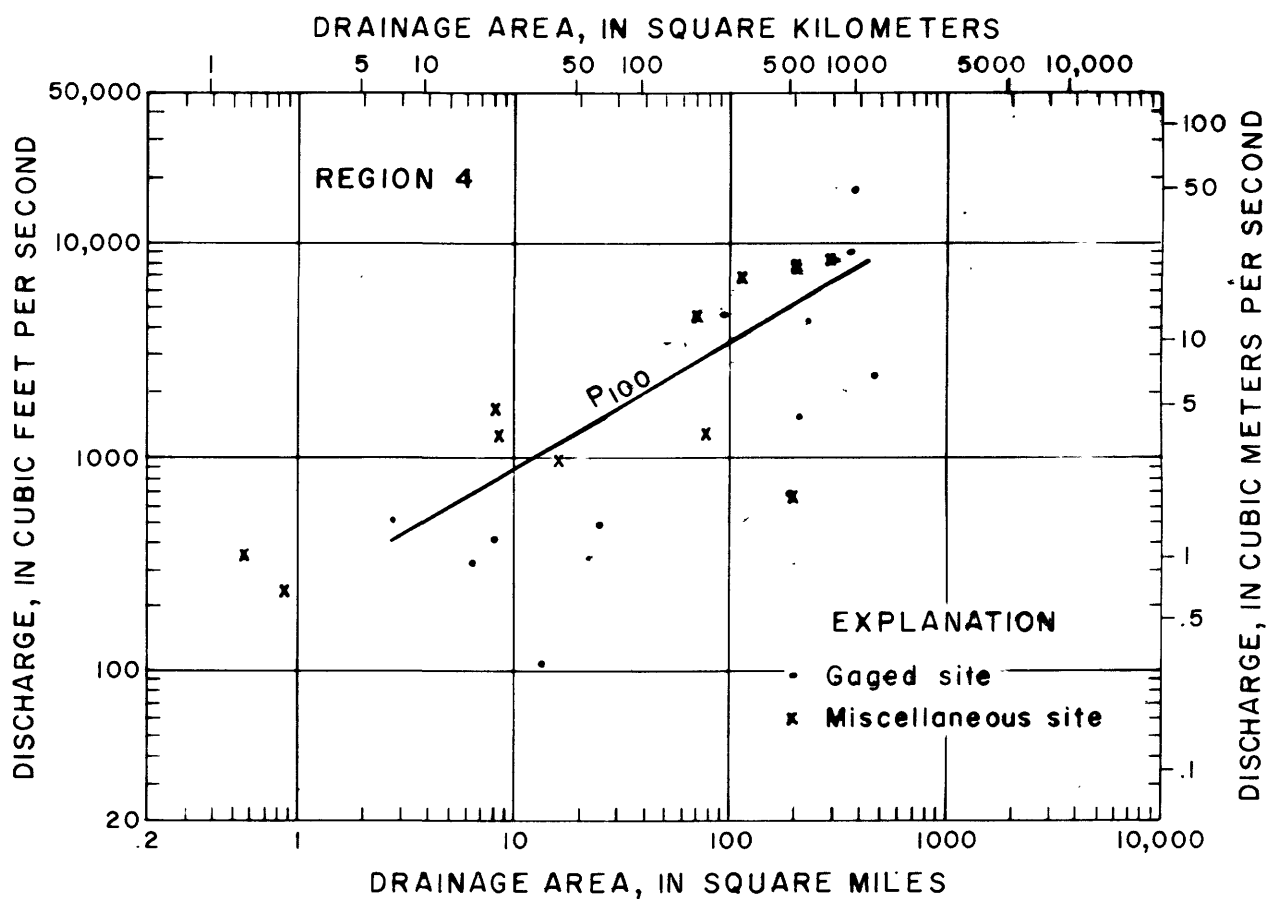 DRAINAGE AREA, IN SQUARE KILOMETERS
1 5 10 50 100 500 1000 5000 10,000
50,000
10,000
1000
100
20
DISCHARGE, IN CUBIC FEET PER SECOND
REGION 4
P100
EXPLANATION
Gaged site
x Miscellaneous site
100
50
10
5
1
.5
.1
DISCHARGE, IN CUBIC METERS PER SECOND
.2 1 10 100 1000 10,000
DRAINAGE AREA, IN SQUARE MILES